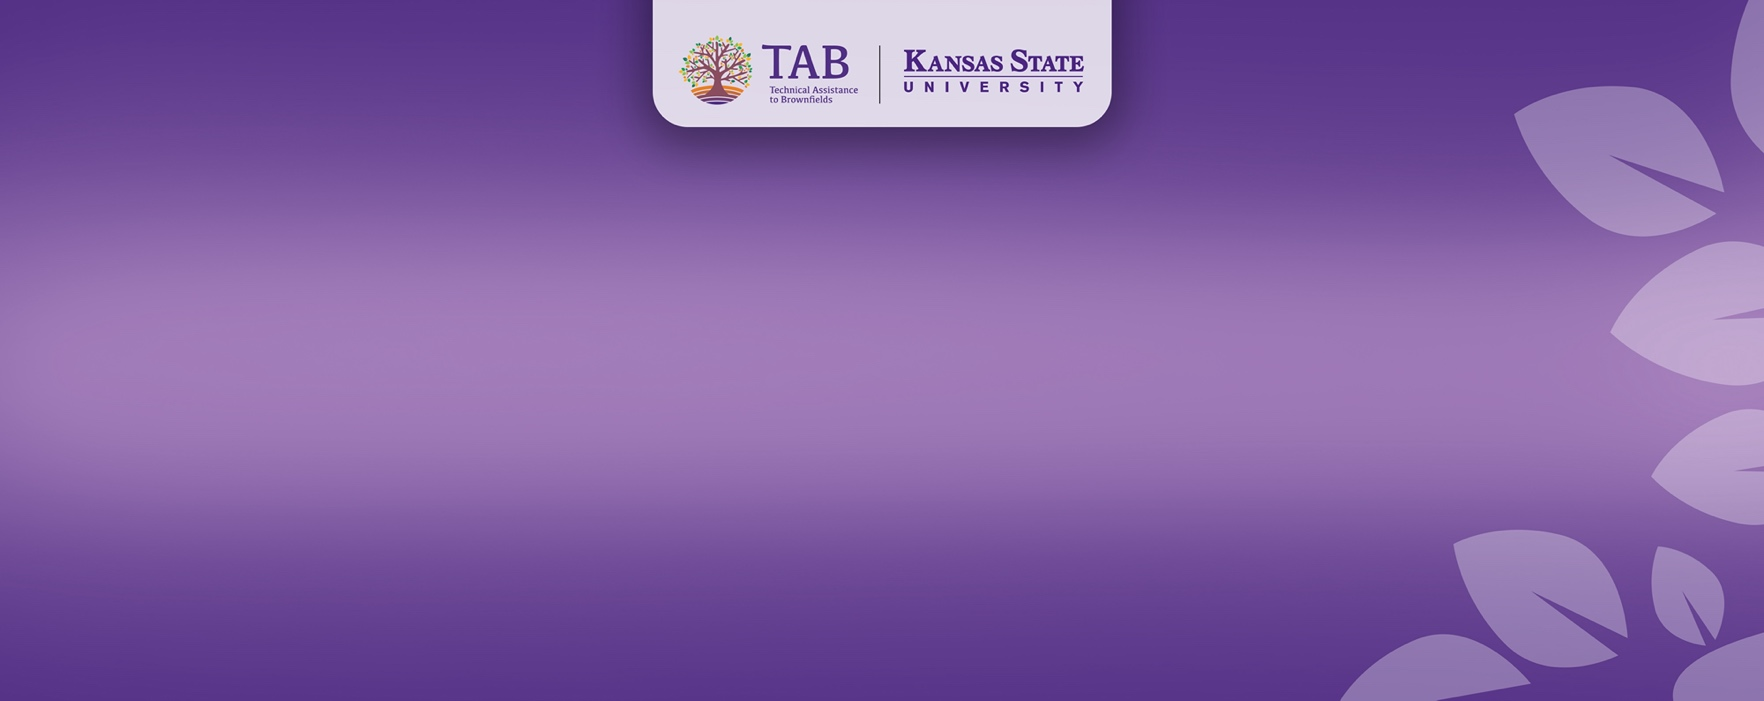 TAB
Technical Assistance
to Brownfields
KANSAS STATE
UNIVERSITY